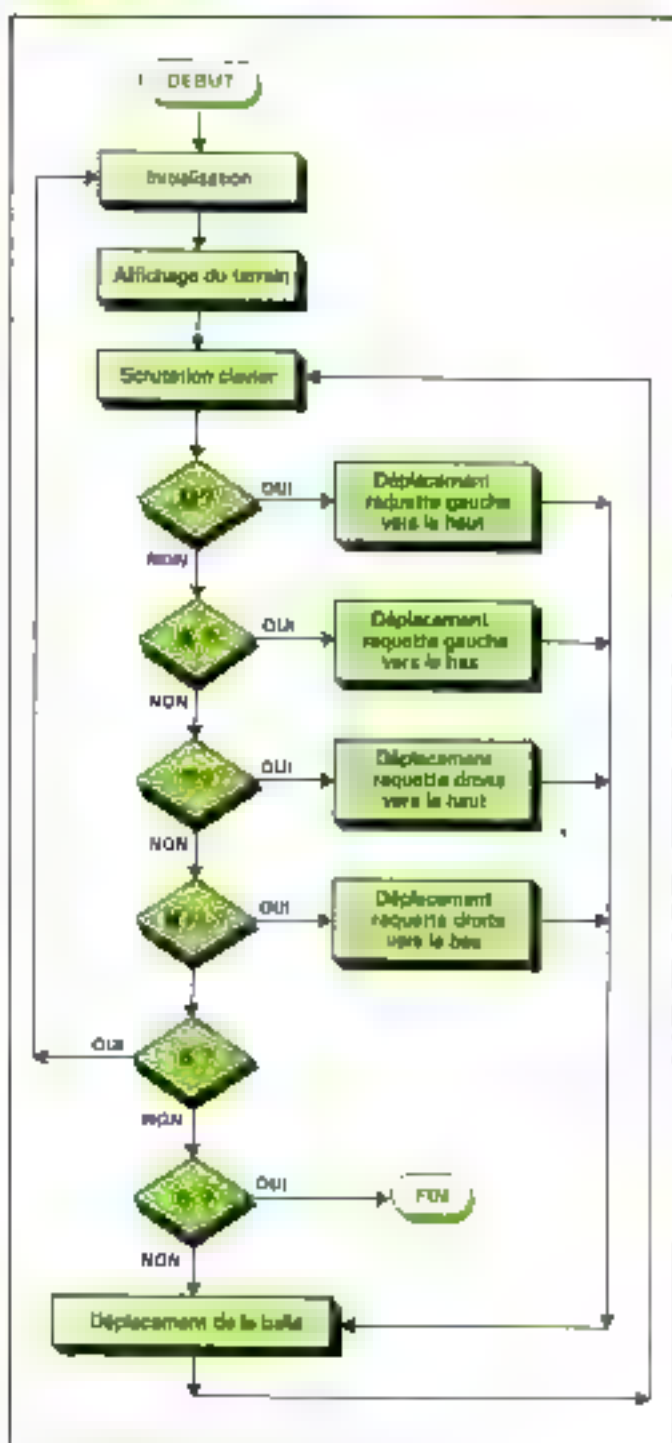 DEBUT
Initialisation
Affichage du terrain
Scrutation clavier
OUI
Déplacement
raquette gauche
vers le haut
NON
OUI
Déplacement
raquette gauche
vers le bas
NON
OUI
Déplacement
raquette droite
vers le haut
NON
OUI
Déplacement
raquette droite
vers le bas
OUI
NON
OUI
FIN
NON
Déplacement de la balle